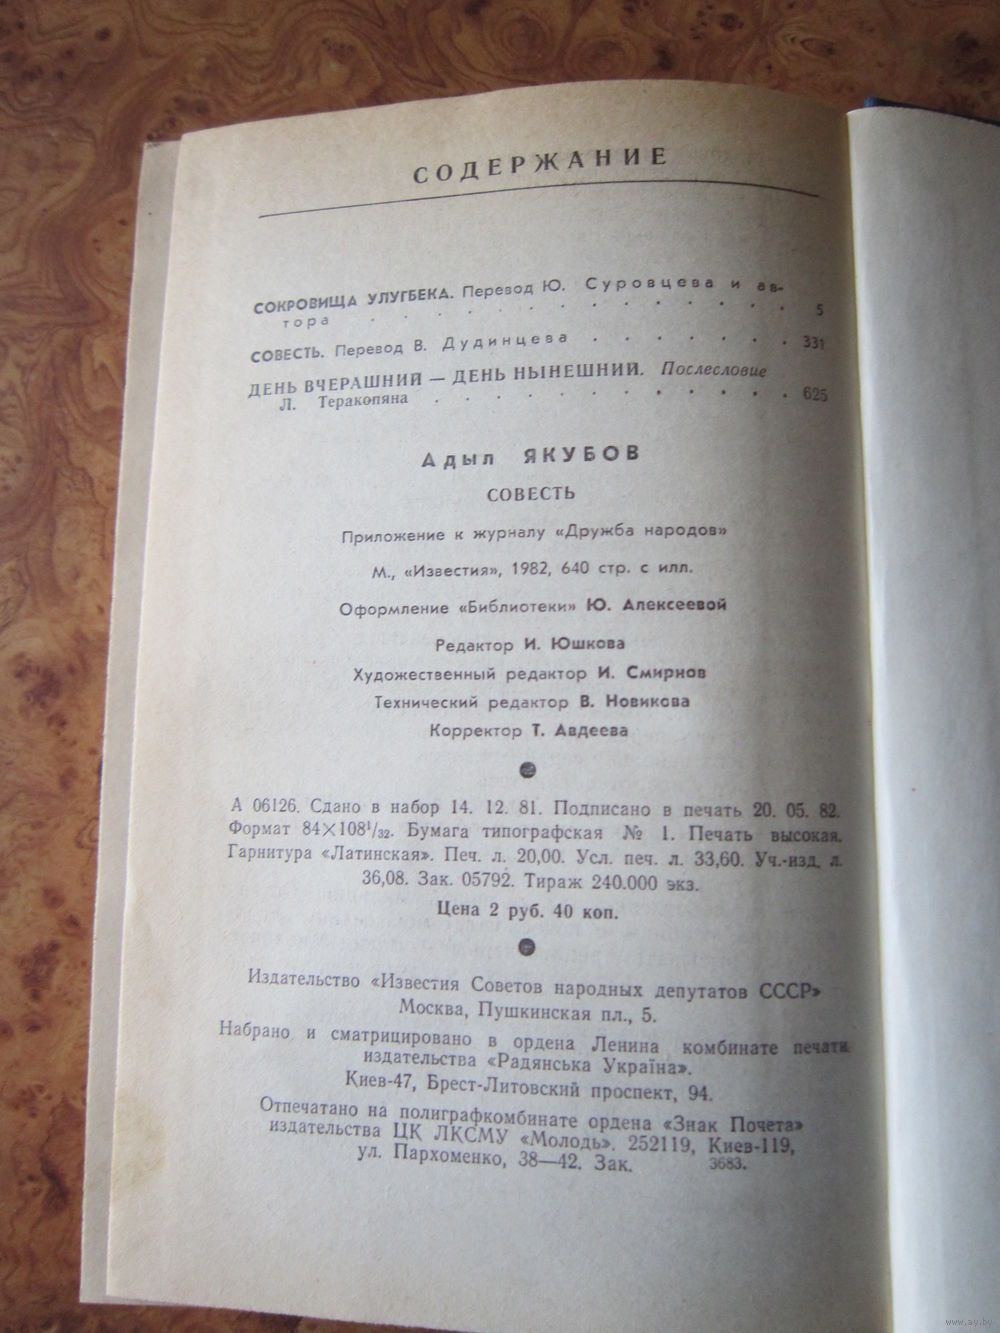 СОДЕРЖАНИЕ
СОКРОВИЩА УЛУГБЕКА. Перевод Ю. Суровцева и ав-
тора . . . . . . . . . . . 5
СОВЕСТЬ. Перевод В. Дудинцева . . . . . . . 331
ДЕНЬ ВЧЕРАШНИЙ — ДЕНЬ НЫНЕШНИЙ. Послесловие
Л. Теракопяна . . . . . . . . . . 625
Адыл ЯКУБОВ
СОВЕСТЬ
Приложение к журналу «Дружба народов»
М., «Известия», 1982, 640 стр. с илл.
Оформление «Библиотеки» Ю. Алексеевой
Редактор И. Юшкова
Художественный редактор И. Смирнов
Технический редактор В. Новикова
Корректор Т. Авдеева
А 06126. Сдано в набор 14. 12. 81. Подписано в печать 20. 05. 82.
Формат 84×108¹/₃₂. Бумага типографская № 1. Печать высокая.
Гарнитура «Латинская». Печ. л. 20,00. Усл. печ. л. 33,60. Уч.-изд. л.
36,08. Зак. 05792. Тираж 240.000 экз.
Цена 2 руб. 40 коп.
Издательство «Известия Советов народных депутатов СССР»
Москва, Пушкинская пл., 5.
Набрано и сматрицировано в ордена Ленина комбинате печати
издательства «Радянська Україна».
Киев-47, Брест-Литовский проспект, 94.
Отпечатано на полиграфкомбинате ордена «Знак Почета»
издательства ЦК ЛКСМУ «Молодь». 252119, Киев-119,
ул. Пархоменко, 38—42. Зак. 3683.
www.ay.by